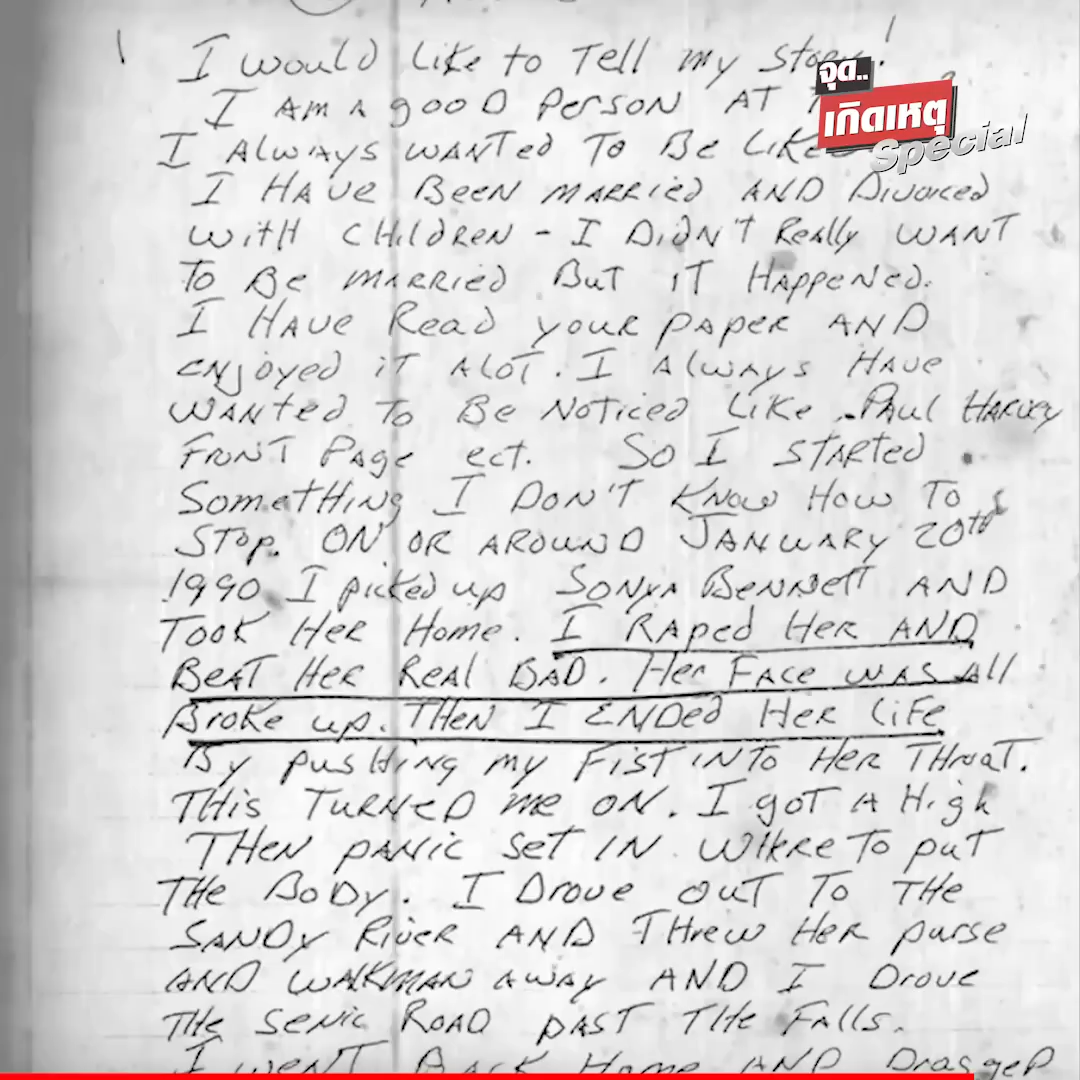 I would Like to Tell my story!
I AM A good PERSON AT
I Always WANTed TO Be LiKe
I HAVE BEEN MARRied AND Divorced
With CHildREN - I DiDN'T Really WANT
TO Be MARRied BuT iT HAppeNed.
I HAVE Read youR pApeR AND
ENjoyed iT ALOT. I Always HAVE
WANTed TO Be NoTiced Like Paul HARVey
FRONT PAge ect. SO I STARTed
SomeTHiNg I DON'T KNow How To
STop. ON OR AROUND JANUARY 20th
1990 I picked up SONYA BENNeTT AND
TOOK HeR Home. I RAped HeR AND
BeAT HeR Real BAD. Her FACe WAS All
BroKe up. THeN I ENDed HeR LiFe
By pusHiNg my FisT iNTO HeR THRoaT.
THis TURNeD me ON. I goT A High
THeN pANic seT IN. WHeRe To puT
THe BoDy. I DRove ouT To THe
SANDy RiveR AND THRew HeR purse
AND WALKMAN AWAy AND I DRove
THe seNic ROAD pAST THe FAlls.
I weNT BAck Home AND DRAggeD
จุด..
เกิดเหตุ
Special